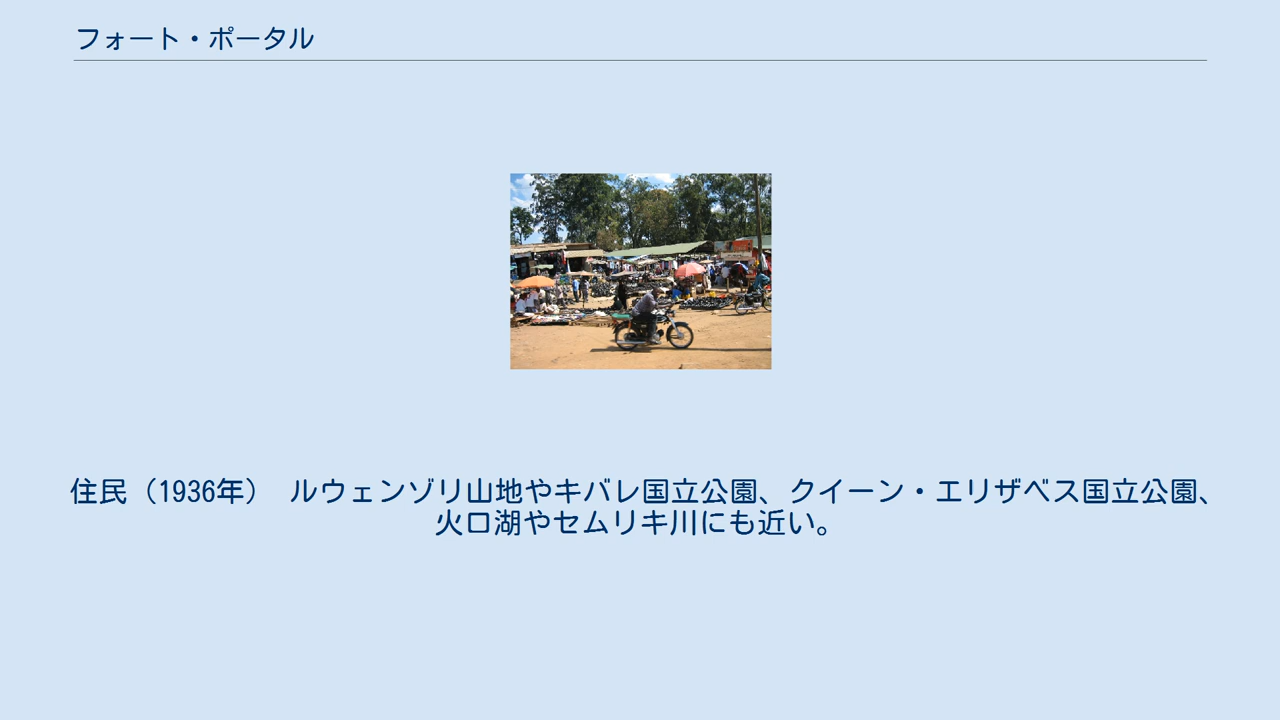 フォート・ポータル
住民（1936年） ルウェンゾリ山地やキバレ国立公園、クイーン・エリザベス国立公園、
火口湖やセムリキ川にも近い。